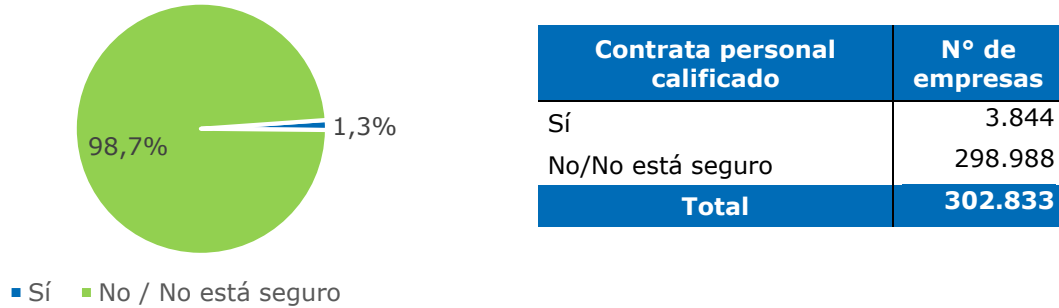 98,7%
1,3%
Sí
No / No está seguro
Contrata personal
calificado
N° de
empresas
Sí 3.844
No/No está seguro 298.988
Total 302.833